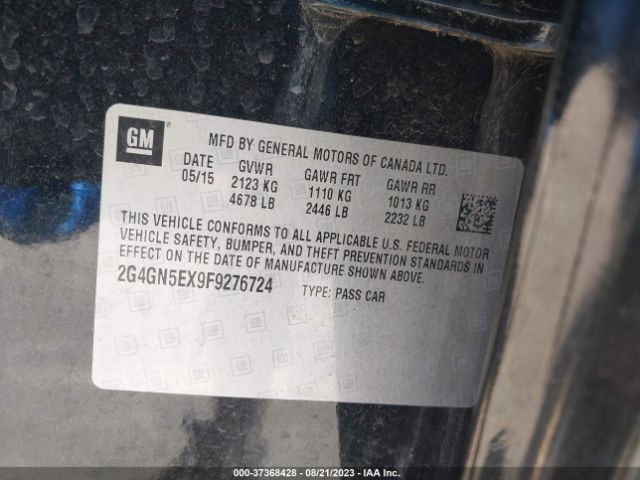 GM ®
MFD BY GENERAL MOTORS OF CANADA LTD.
DATE GVWR GAWR FRT GAWR RR
05/15 2123 KG 1110 KG 1013 KG
4678 LB 2446 LB 2232 LB
THIS VEHICLE CONFORMS TO ALL APPLICABLE U.S. FEDERAL MOTOR
VEHICLE SAFETY, BUMPER, AND THEFT PREVENTION STANDARDS IN
EFFECT ON THE DATE OF MANUFACTURE SHOWN ABOVE.
2G4GN5EX9F9276724 TYPE: PASS CAR
000-37368428 - 08/21/2023 - IAA Inc.